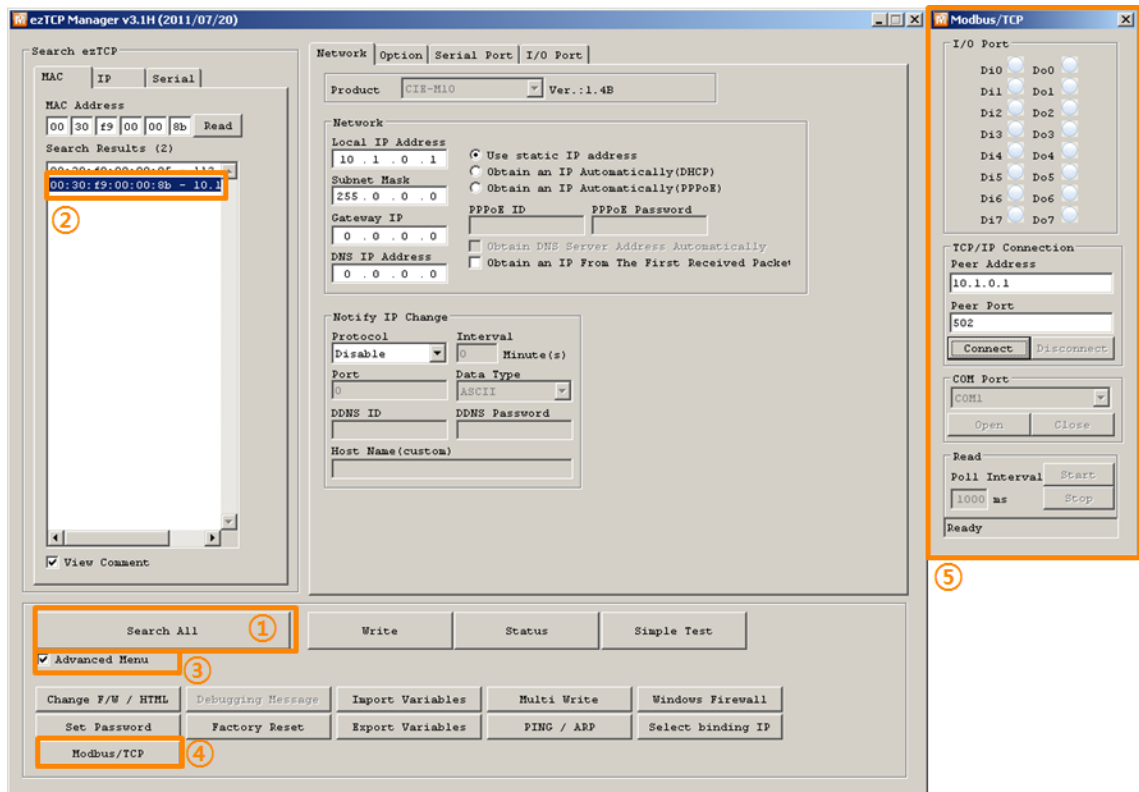 ezTCP Manager v3.1H (2011/07/20)
Search ezTCP
MAC IP Serial
MAC Address
00 30 f9 00 00 8b Read
Search Results (2)
00:30:f9:00:00:8b - 10.1
②
View Comment
Network Option Serial Port I/O Port
Product CIE-M10 Ver.:1.4B
Network
Local IP Address
10 . 1 . 0 . 1
Subnet Mask
255 . 0 . 0 . 0
Gateway IP
0 . 0 . 0 . 0
DNS IP Address
0 . 0 . 0 . 0
Use static IP address
Obtain an IP Automatically(DHCP)
Obtain an IP Automatically(PPPoE)
PPPoE ID PPPoE Password
Obtain DNS Server Address Automatically
Obtain an IP From The First Received Packet
Notify IP Change
Protocol Interval
Disable 0 Minute(s)
Port Data Type
0 ASCII
DDNS ID DDNS Password
Host Name(custom)
Search All ① Write Status Simple Test
Advanced Menu ③
Change F/W / HTML Debugging Message Import Variables Multi Write Windows Firewall
Set Password Factory Reset Export Variables PING / ARP Select binding IP
Modbus/TCP ④
Modbus/TCP
I/O Port
Di0 Do0
Di1 Do1
Di2 Do2
Di3 Do3
Di4 Do4
Di5 Do5
Di6 Do6
Di7 Do7
TCP/IP Connection
Peer Address
10.1.0.1
Peer Port
502
Connect Disconnect
COM Port
COM1
Open Close
Read
Poll Interval Start
1000 ms Stop
Ready
⑤